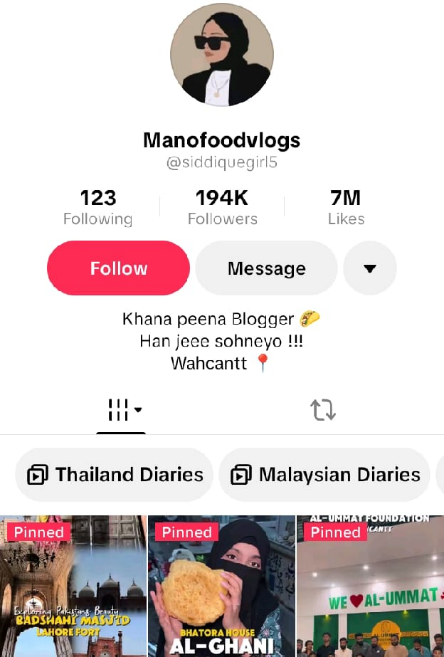 Manofoodvlogs
@siddiquegirl5
123 194K 7M
Following Followers Likes
Follow Message
Khana peena Blogger
Han jeee sohneyo !!!
Wahcantt
Thailand Diaries Malaysian Diaries
Pinned Pinned Pinned
AL-UMMAT FOUNDATION
WE AL-UMMAT
Exploring Pakistans Beauty
BADSHAHI MASJID
LAHORE FORT
BHATORA HOUSE
AL-GHANI